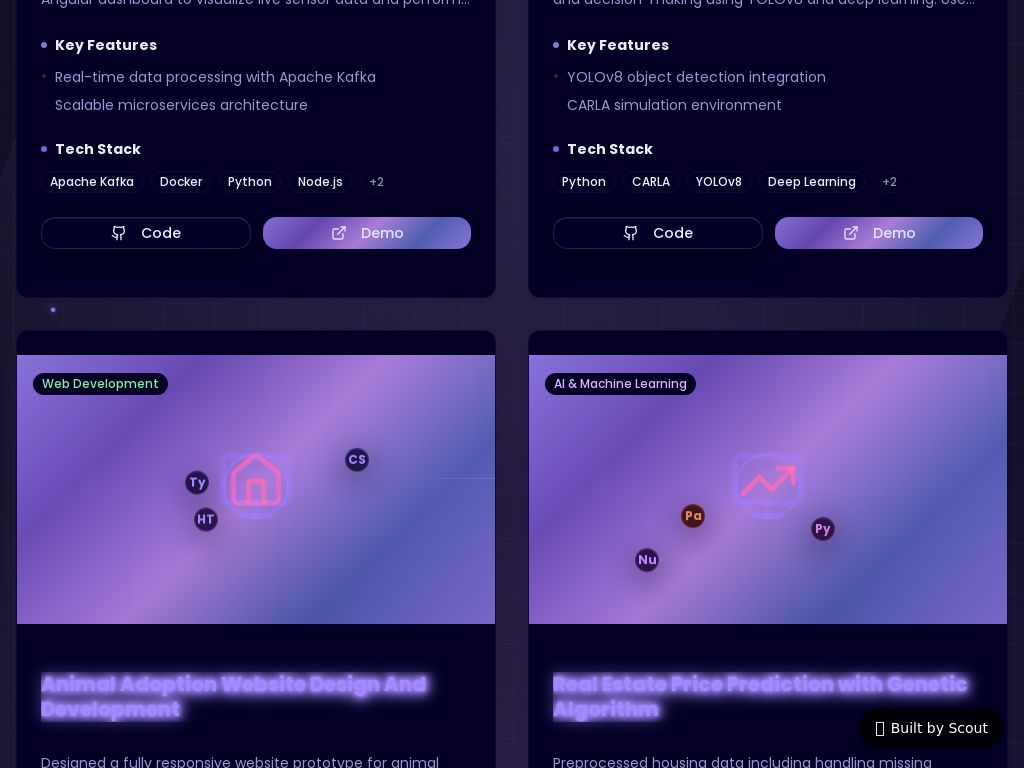 Angular dashboard to visualize live sensor data and perform...
Key Features
Real-time data processing with Apache Kafka
Scalable microservices architecture
Tech Stack
Apache Kafka
Docker
Python
Node.js
+2
Code
Demo
and decision-making using YOLOv8 and deep learning. Use...
Key Features
YOLOv8 object detection integration
CARLA simulation environment
Tech Stack
Python
CARLA
YOLOv8
Deep Learning
+2
Code
Demo
Web Development
Ty
HT
CS
Animal Adoption Website Design And
Development
Designed a fully responsive website prototype for animal
AI & Machine Learning
Pa
Py
Nu
Real Estate Price Prediction with Genetic
Algorithm
Preprocessed housing data including handling missing
Built by Scout